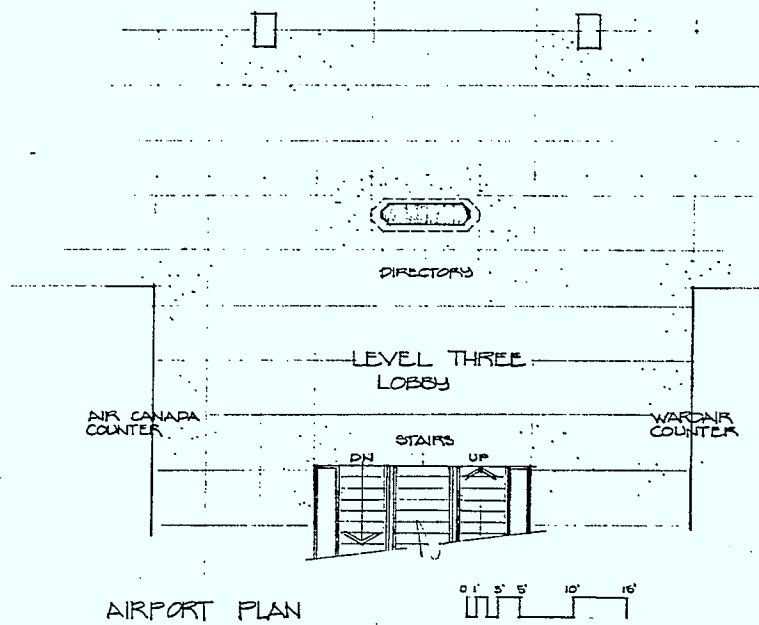 DIRECTORY
LEVEL THREE
LOBBY
AIR CANADA
COUNTER
WARDAIR
COUNTER
STAIRS
DN
UP
AIRPORT PLAN
0 1' 3' 5' 10' 15'